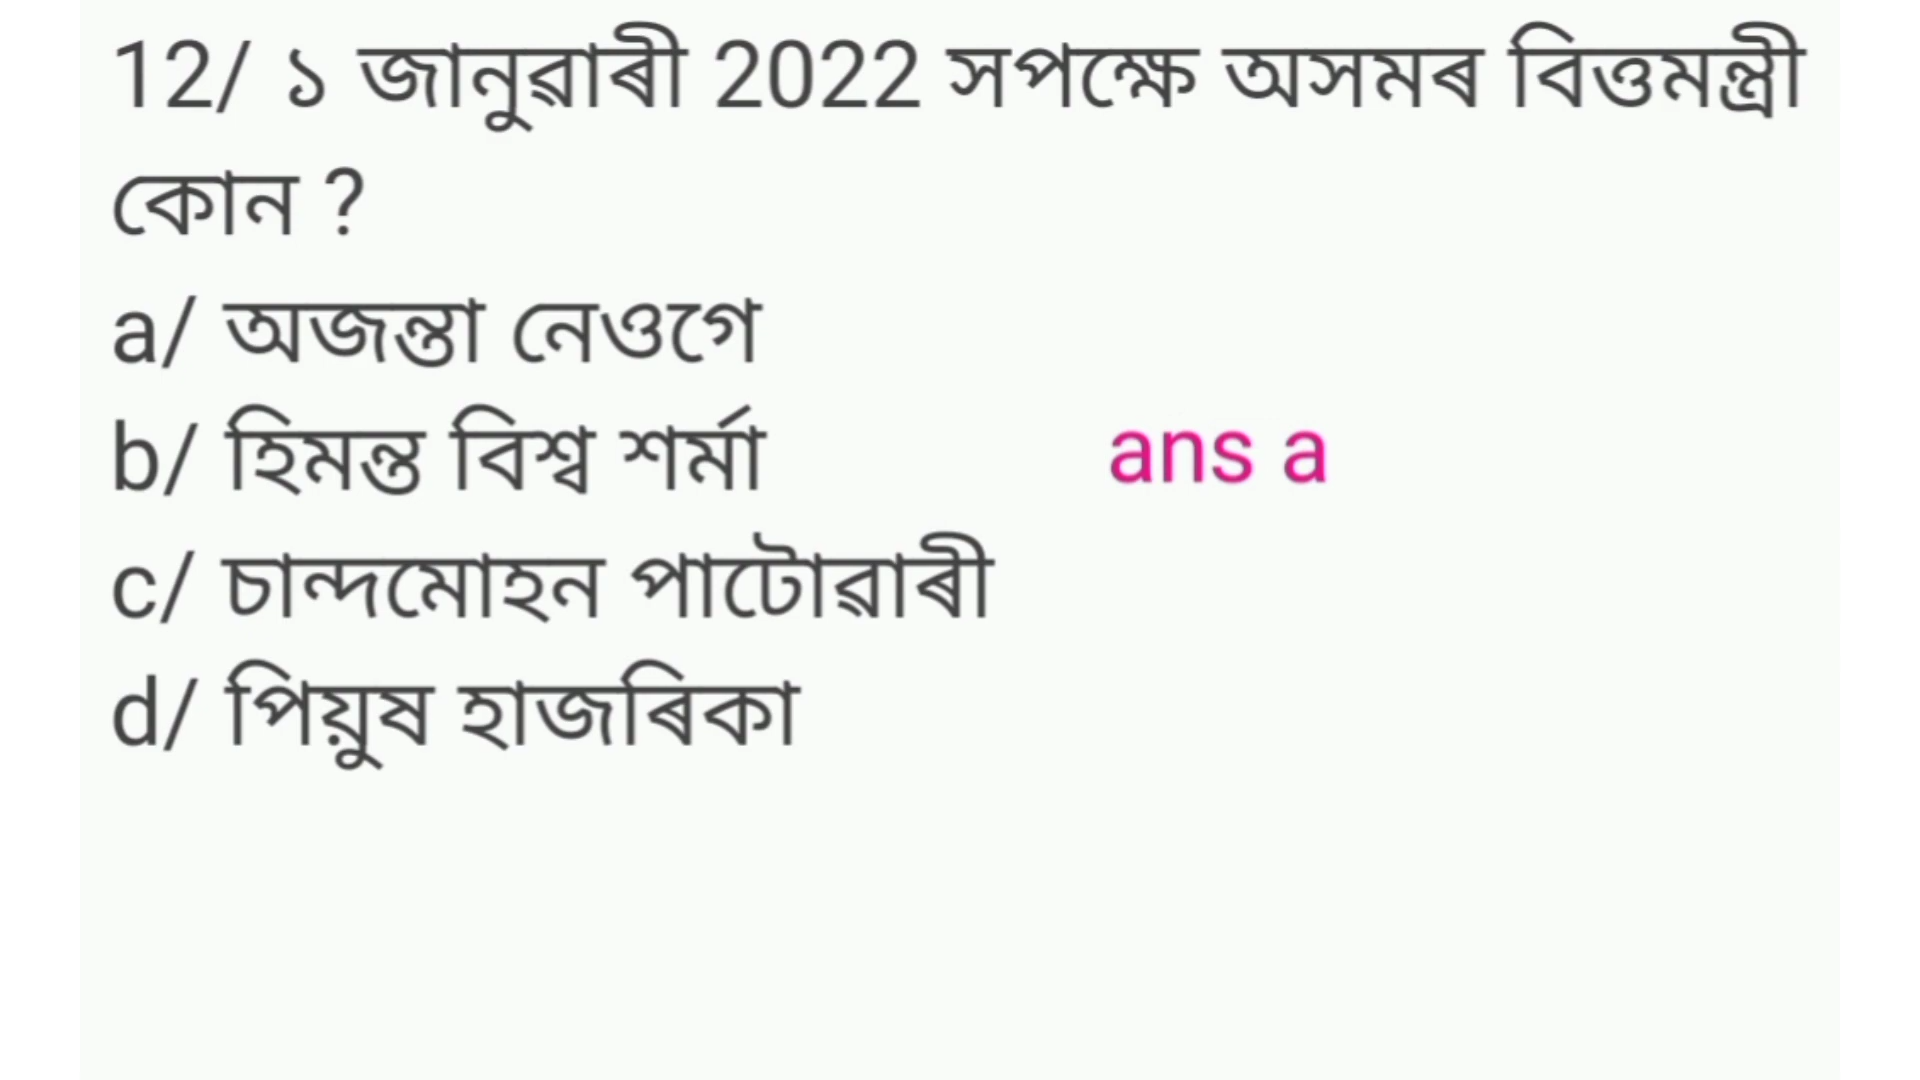 12/ ১ জানুৱাৰী 2022 সপক্ষে অসমৰ বিত্তমন্ত্ৰী
কোন ?
a/ অজন্তা নেওগে
b/ হিমন্ত বিশ্ব শৰ্মা
ans a
c/ চান্দমোহন পাটোৱাৰী
d/ পিয়ুষ হাজৰিকা